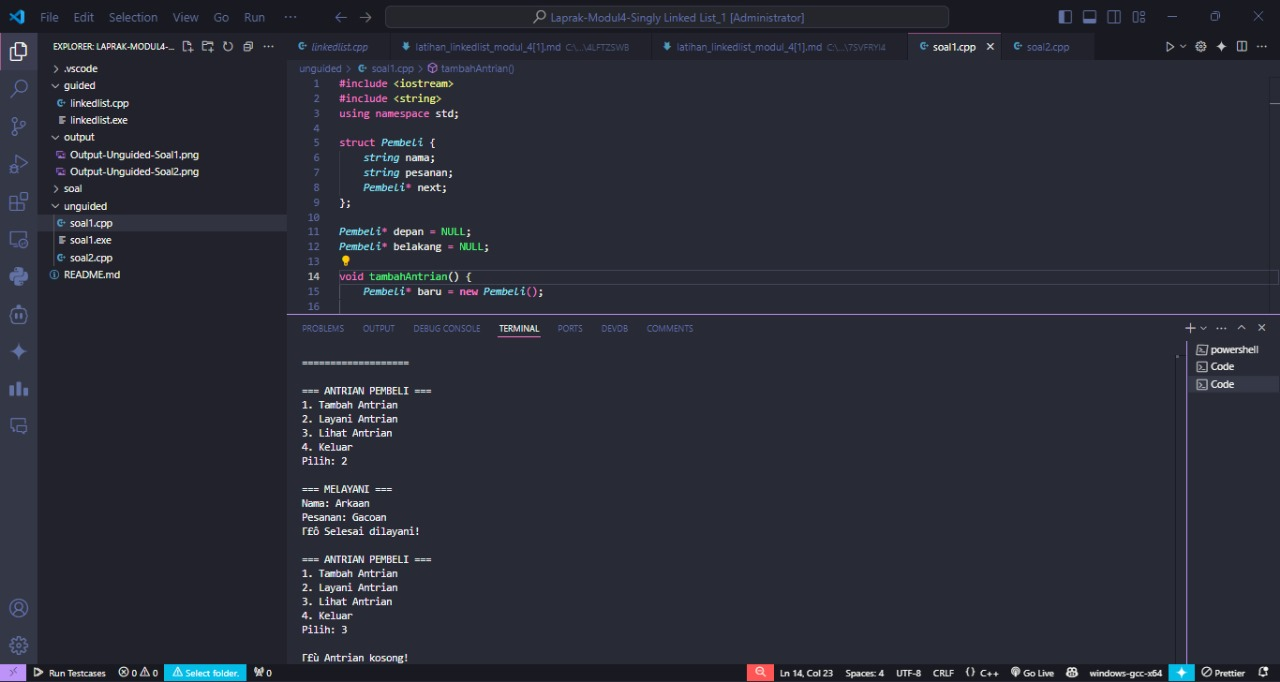 File Edit Selection View Go Run ··· Laprak-Modul4-Singly Linked List_1 [Administrator]
EXPLORER: LAPRAK-MODUL4-...
.vscode
guided
linkedlist.cpp
linkedlist.exe
output
Output-Unguided-Soal1.png
Output-Unguided-Soal2.png
soal
unguided
soal1.cpp
soal1.exe
soal2.cpp
README.md
linkedlist.cpp latihan_linkedlist_modul_4[1].md C:\...\4LFTZSWB latihan_linkedlist_modul_4[1].md C:\...\7SVFRYI4 soal1.cpp soal2.cpp
unguided > soal1.cpp > tambahAntrian()
1 #include <iostream>
2 #include <string>
3 using namespace std;
4
5 struct Pembeli {
6 string nama;
7 string pesanan;
8 Pembeli* next;
9 };
10
11 Pembeli* depan = NULL;
12 Pembeli* belakang = NULL;
13
14 void tambahAntrian() {
15 Pembeli* baru = new Pembeli();
16
PROBLEMS OUTPUT DEBUG CONSOLE TERMINAL PORTS DEVDB COMMENTS
===================
=== ANTRIAN PEMBELI ===
1. Tambah Antrian
2. Layani Antrian
3. Lihat Antrian
4. Keluar
Pilih: 2
=== MELAYANI ===
Nama: Arkaan
Pesanan: Gacoan
Γ£ô Selesai dilayani!
=== ANTRIAN PEMBELI ===
1. Tambah Antrian
2. Layani Antrian
3. Lihat Antrian
4. Keluar
Pilih: 3
Γ£ù Antrian kosong!
powershell
Code
Code
Run Testcases 0 0 Select folder. 0 Ln 14, Col 23 Spaces: 4 UTF-8 CRLF {} C++ Go Live windows-gcc-x64 Prettier